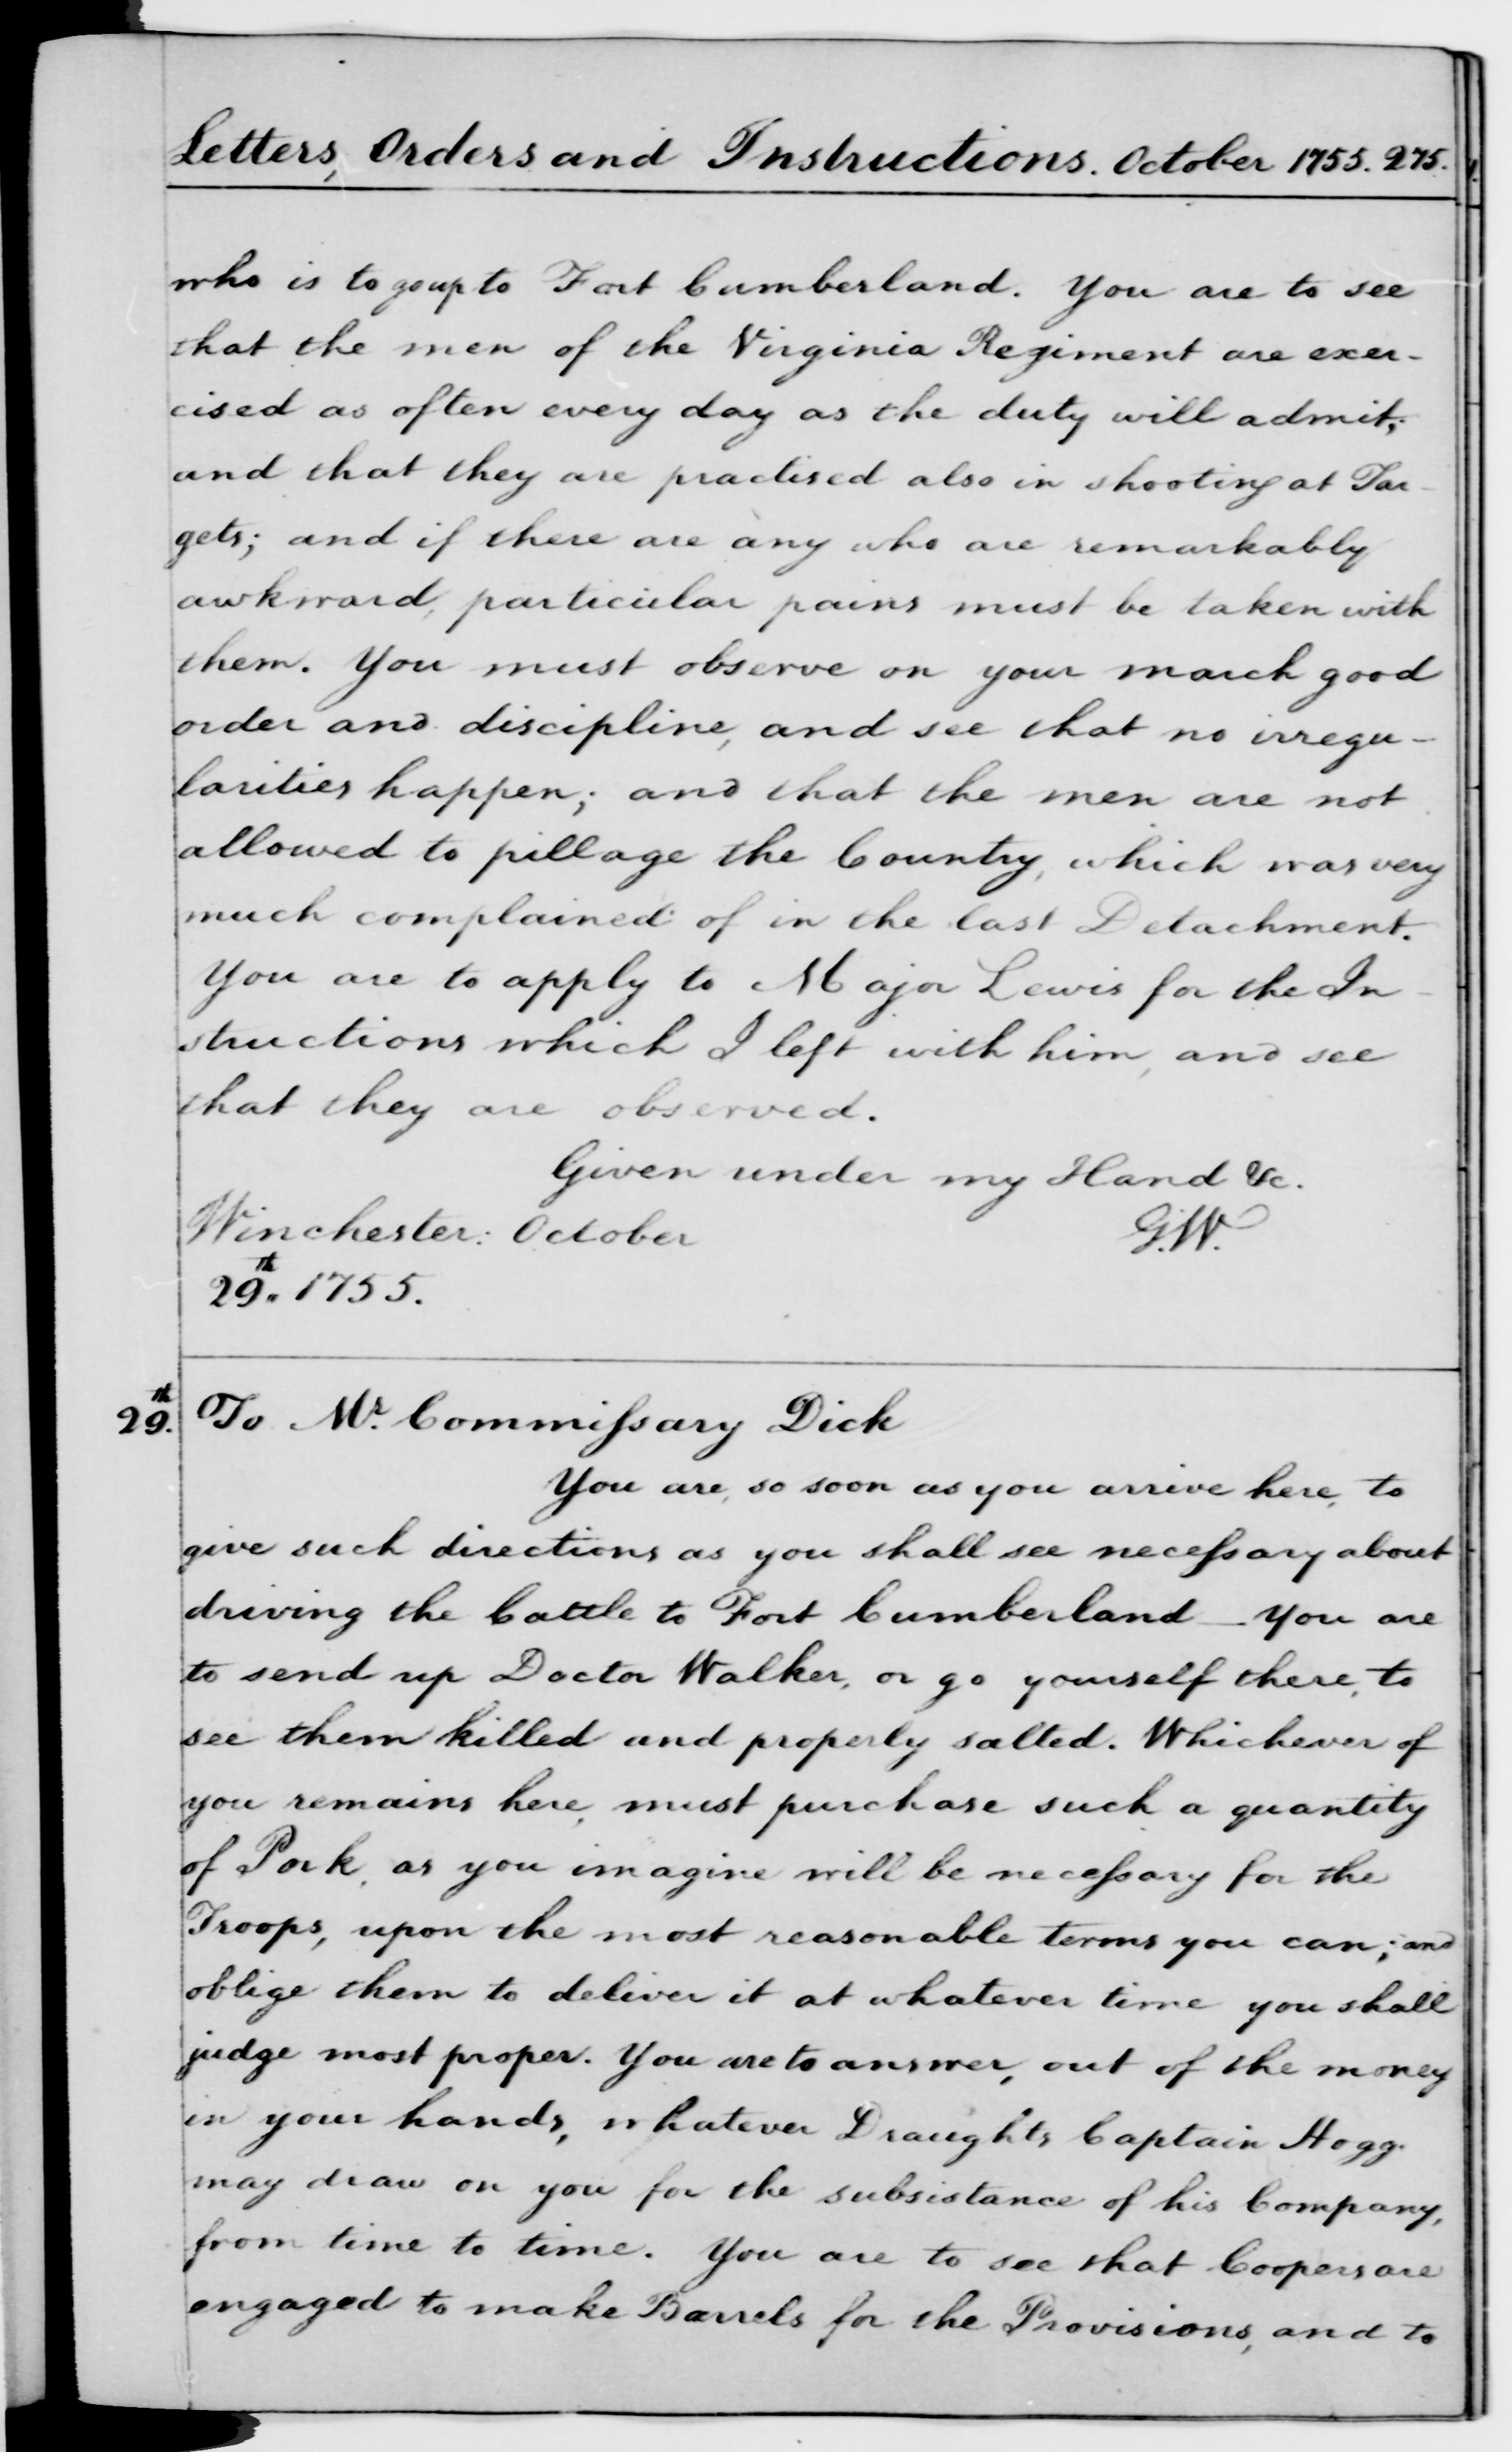 Letters, Orders and Instructions. October 1755. 275.
who is to go up to Fort Cumberland. You are to see
that the men of the Virginia Regiment are exer-
cised as often every day as the duty will admit;
and that they are practised also in shooting at Tar-
gets; and if there are any who are remarkably
awkward, particular pains must be taken with
them. You must observe on your march good
order and discipline, and see that no irregu-
larities happen; and that the men are not
allowed to pillage the Country, which was very
much complained of in the last Detachment.
You are to apply to Major Lewis for the In-
structions which I left with him, and see
that they are observed.
Given under my Hand &c.
Winchester: October G.W.
29th. 1755.
29th. To Mr. Commissary Dick
You are, so soon as you arrive here, to
give such directions as you shall see necessary about
driving the Cattle to Fort Cumberland — You are
to send up Doctor Walker, or go yourself there, to
see them killed and properly salted. Whichever of
you remains here, must purchase such a quantity
of Pork, as you imagine will be necessary for the
Troops, upon the most reasonable terms you can; and
oblige them to deliver it at whatever time you shall
judge most proper. You are to answer, out of the money
in your hands, whatever Draughts Captain Hogg
may draw on you for the subsistance of his Company,
from time to time. You are to see that Coopers are
engaged to make Barrels for the Provisions, and to